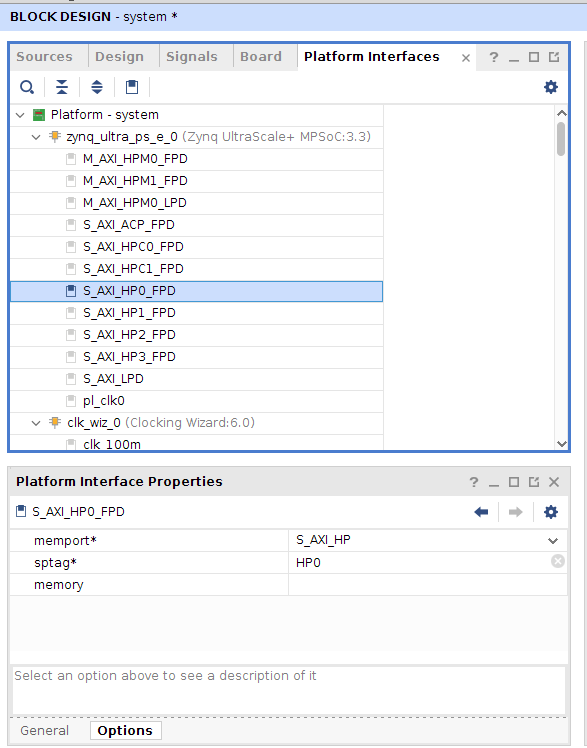 BLOCK DESIGN - system *
Sources Design Signals Board Platform Interfaces × ?
Platform - system
zynq_ultra_ps_e_0 (Zynq UltraScale+ MPSoC:3.3)
M_AXI_HPM0_FPD
M_AXI_HPM1_FPD
M_AXI_HPM0_LPD
S_AXI_ACP_FPD
S_AXI_HPC0_FPD
S_AXI_HPC1_FPD
S_AXI_HP0_FPD
S_AXI_HP1_FPD
S_AXI_HP2_FPD
S_AXI_HP3_FPD
S_AXI_LPD
pl_clk0
clk_wiz_0 (Clocking Wizard:6.0)
clk_100m
Platform Interface Properties ?
S_AXI_HP0_FPD
memport* S_AXI_HP
sptag* HP0
memory
Select an option above to see a description of it
General Options